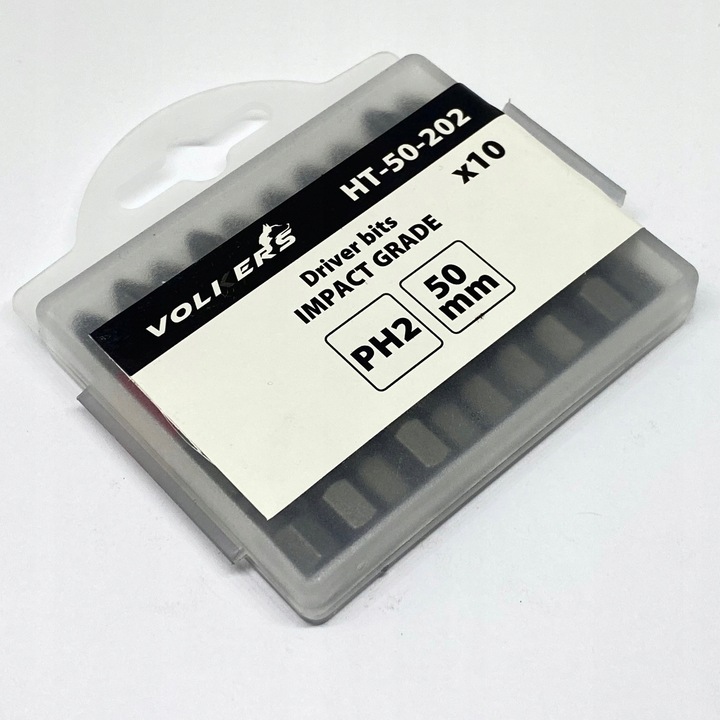 VOLKERS
HT-50-202
x10
Driver bits
IMPACT GRADE
PH2
50
mm